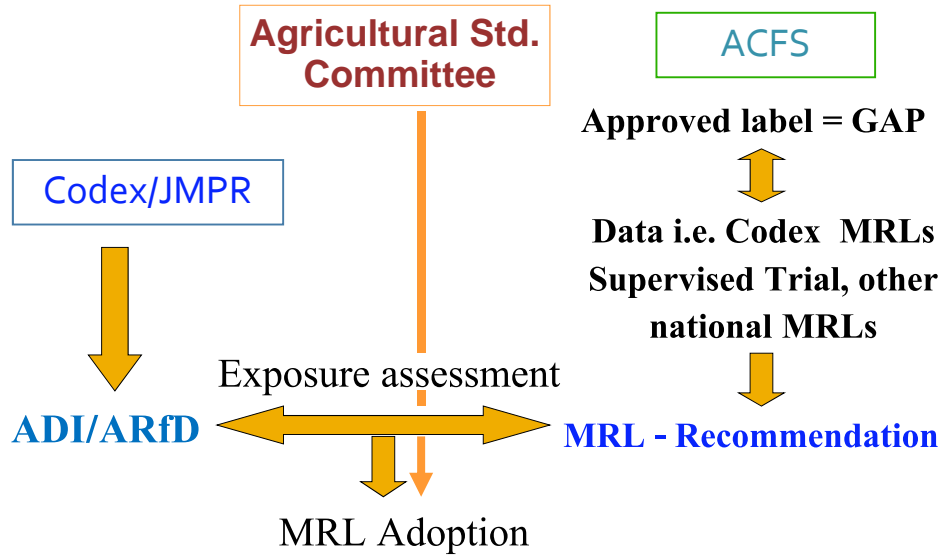 Agricultural Std.
Committee
ACFS
Approved label = GAP
Codex/JMPR
Data i.e. Codex MRLs
Supervised Trial, other
national MRLs
Exposure assessment
ADI/ARfD
MRL - Recommendation
MRL Adoption